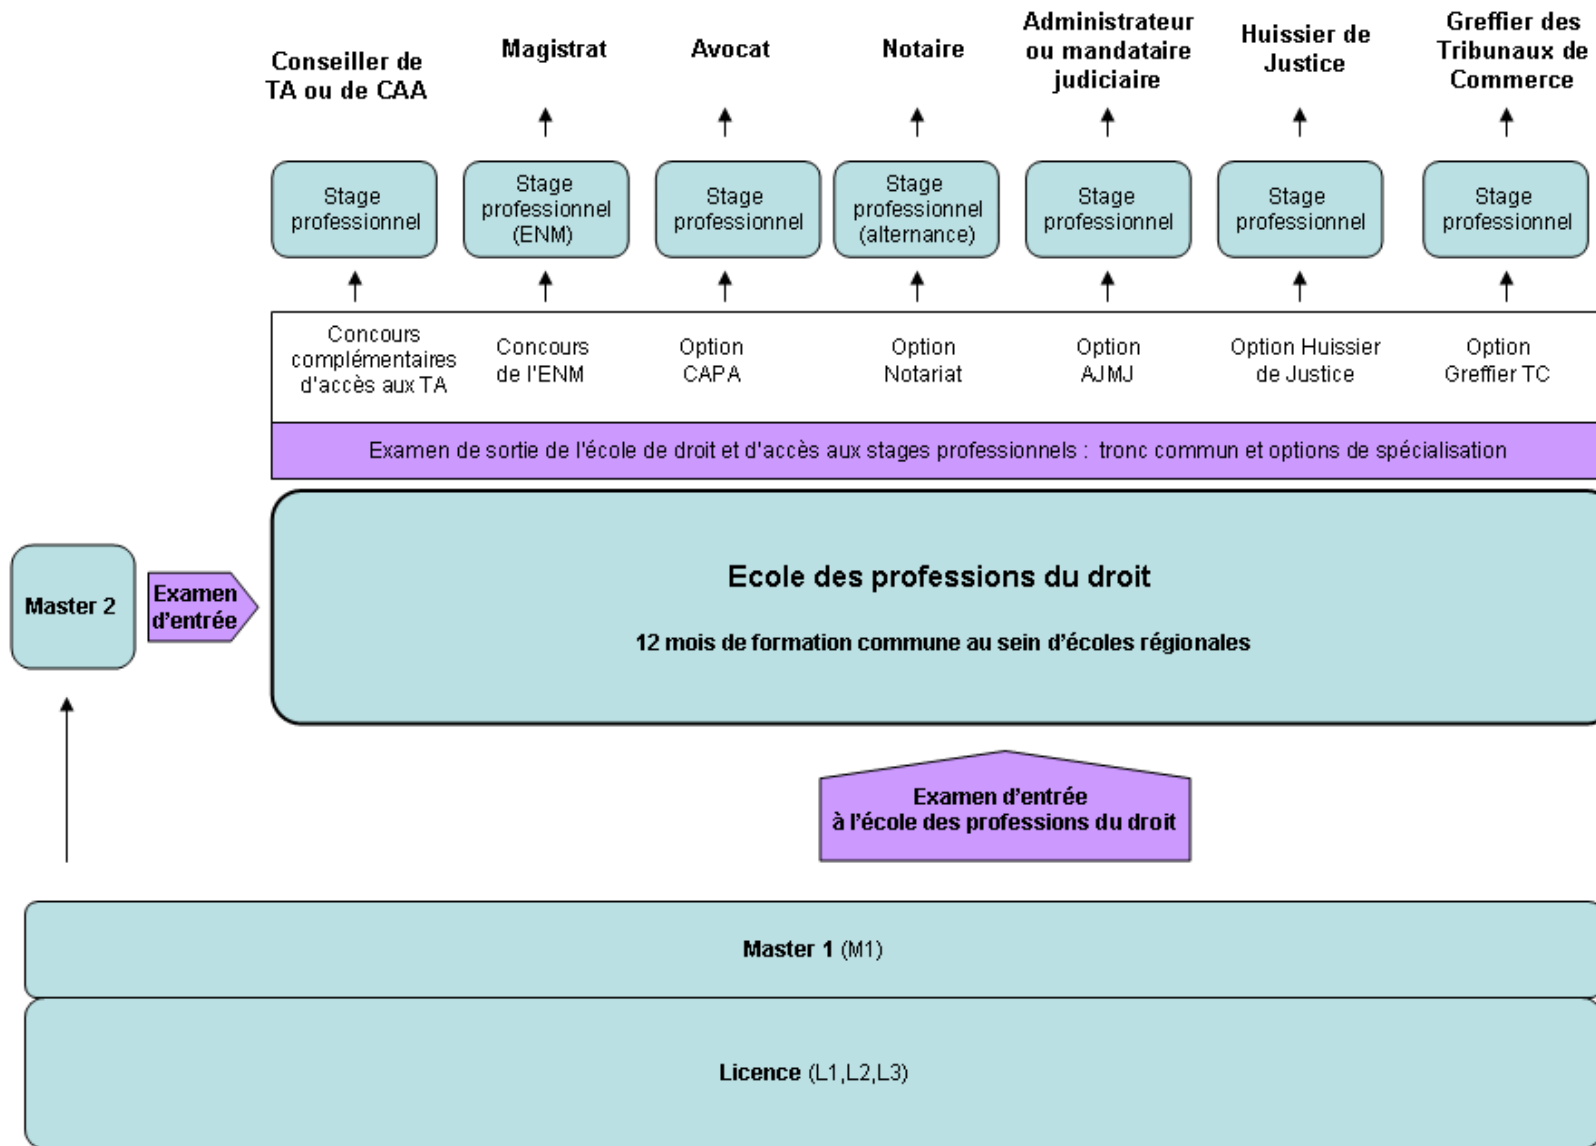 Conseiller de
TA ou de CAA
Magistrat
Avocat
Notaire
Administrateur
ou mandataire
judiciaire
Huissier de
Justice
Greffier des
Tribunaux de
Commerce
Stage
professionnel
Stage
professionnel
(ENM)
Stage
professionnel
Stage
professionnel
(alternance)
Stage
professionnel
Stage
professionnel
Stage
professionnel
Concours
complémentaires
d'accès aux TA
Concours
de l'ENM
Option
CAPA
Option
Notariat
Option
AJMJ
Option Huissier
de Justice
Option
Greffier TC
Examen de sortie de l'école de droit et d'accès aux stages professionnels : tronc commun et options de spécialisation
Master 2
Examen
d’entrée
Ecole des professions du droit
12 mois de formation commune au sein d’écoles régionales
Examen d’entrée
à l’école des professions du droit
Master 1 (M1)
Licence (L1,L2,L3)